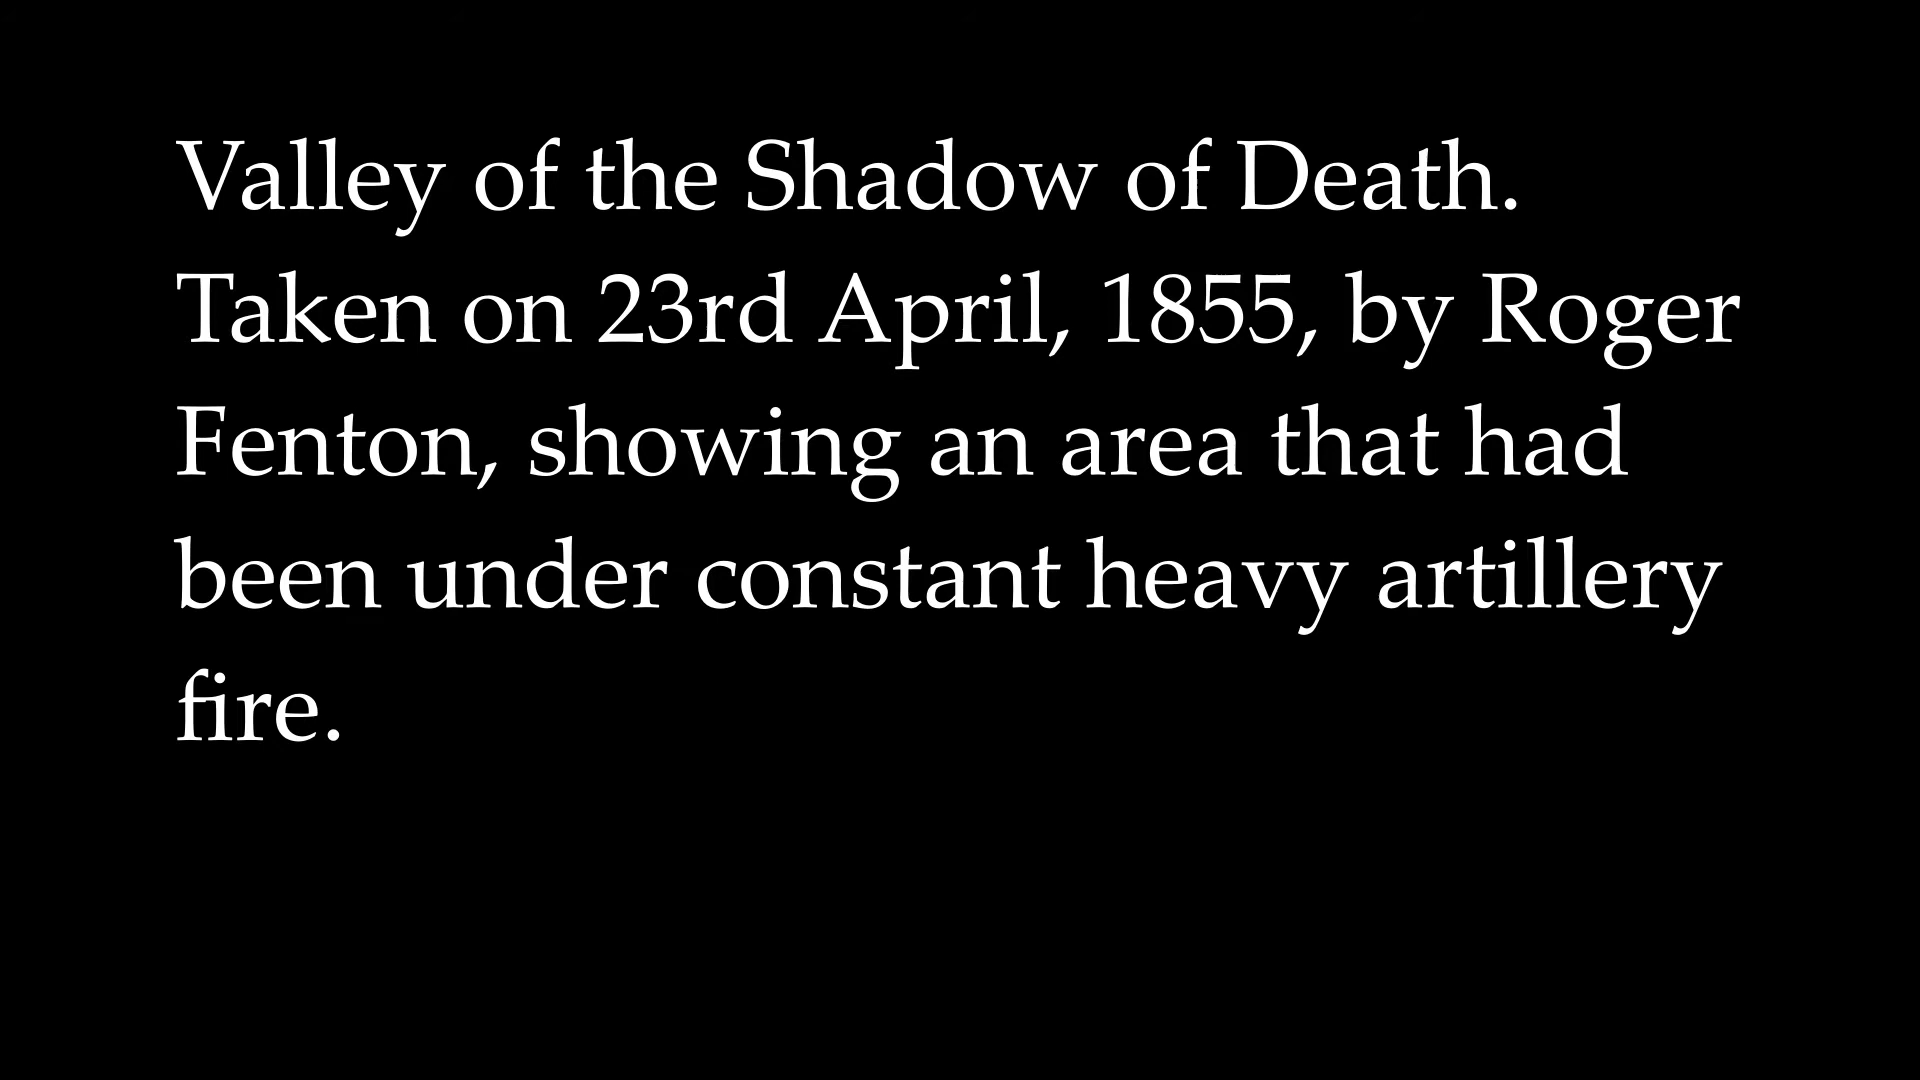 Valley of the Shadow of Death.
Taken on 23rd April, 1855, by Roger
Fenton, showing an area that had
been under constant heavy artillery
fire.